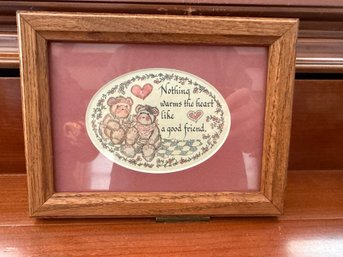 Nothing
warms the heart
like
a good friend.